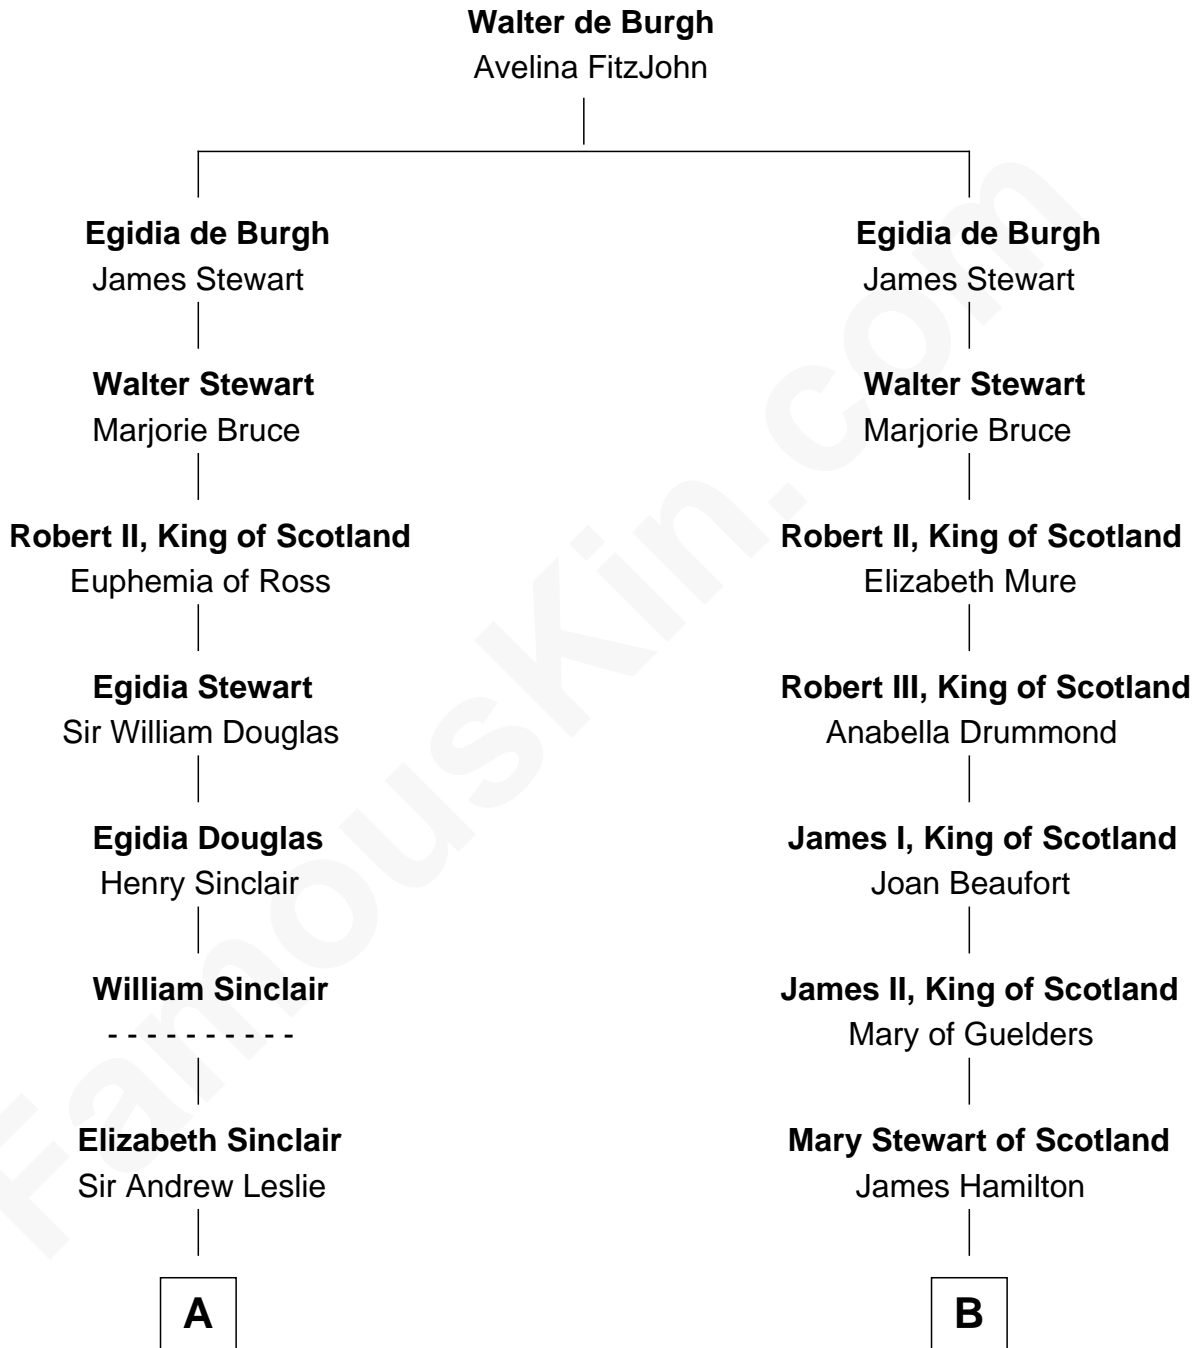 Walter de Burgh
Avelina FitzJohn
Egidia de Burgh
James Stewart
Walter Stewart
Marjorie Bruce
Robert II, King of Scotland
Euphemia of Ross
Egidia Stewart
Sir William Douglas
Egidia Douglas
Henry Sinclair
William Sinclair
- - - - - - - - - -
Elizabeth Sinclair
Sir Andrew Leslie
A
Egidia de Burgh
James Stewart
Walter Stewart
Marjorie Bruce
Robert II, King of Scotland
Elizabeth Mure
Robert III, King of Scotland
Anabella Drummond
James I, King of Scotland
Joan Beaufort
James II, King of Scotland
Mary of Guelders
Mary Stewart of Scotland
James Hamilton
B
FamousKin.com